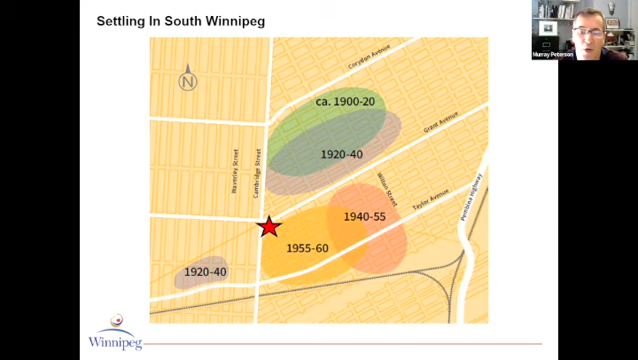 Settling In South Winnipeg
Murray Peterson
Corydon Avenue
N
ca. 1900-20
Grant Avenue
1920-40
Waverley Street
Cambridge Street
Wilton Street
Taylor Avenue
Pembina Highway
1940-55
1955-60
1920-40
Winnipeg